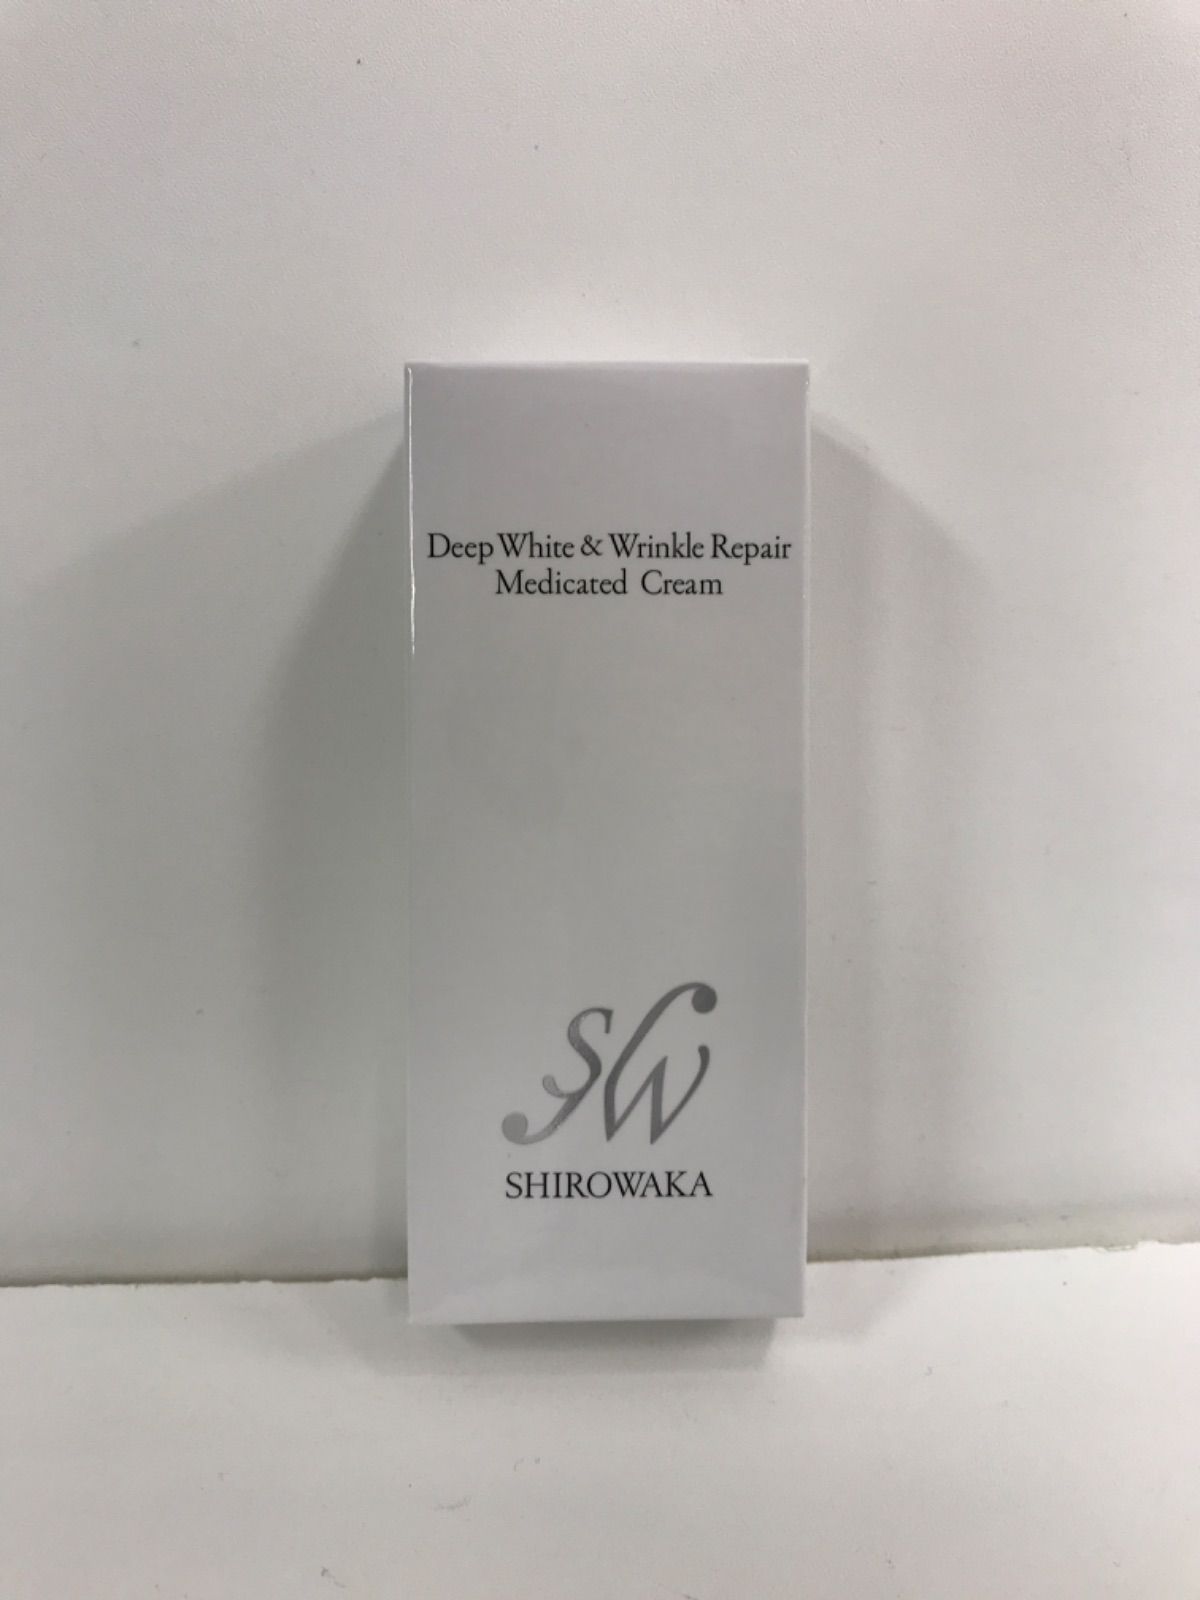 Deep White & Wrinkle Repair
Medicated Cream
SW
SHIROWAKA